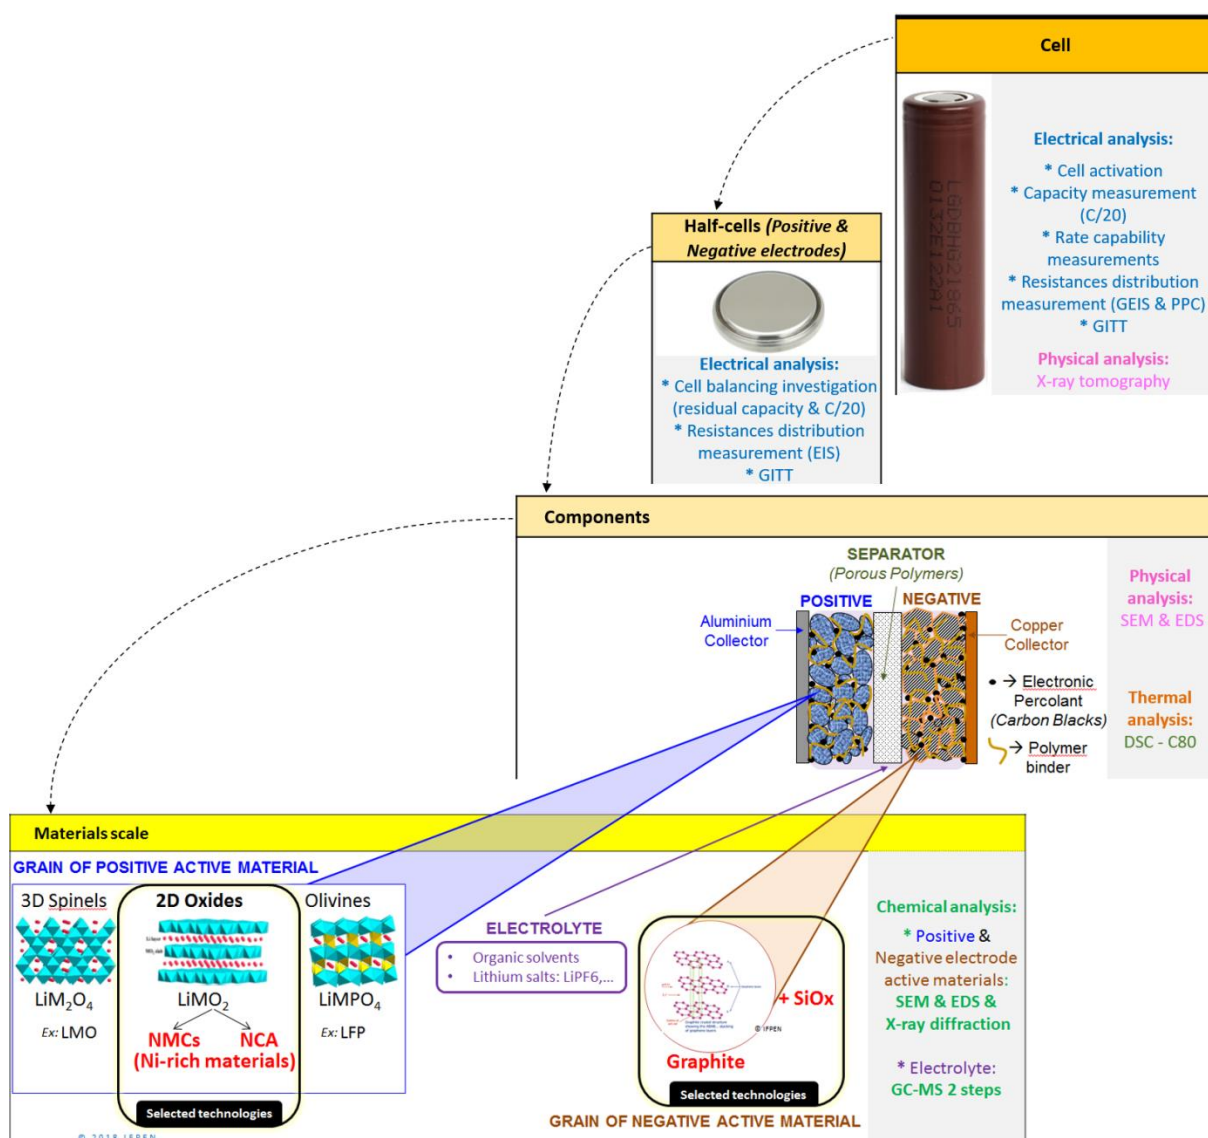 Cell
Electrical analysis:
* Cell activation
* Capacity measurement
(C/20)
* Rate capability
measurements
* Resistances distribution
measurement (GEIS & PPC)
* GITT
Physical analysis:
X-ray tomography
LGDBHG21865
0132E122A1
Half-cells (Positive &
Negative electrodes)
Electrical analysis:
* Cell balancing investigation
(residual capacity & C/20)
* Resistances distribution
measurement (EIS)
* GITT
Components
SEPARATOR
(Porous Polymers)
POSITIVE
NEGATIVE
Aluminium
Collector
Copper
Collector
→ Electronic
Percolant
(Carbon Blacks)
→ Polymer
binder
Physical
analysis:
SEM & EDS
Thermal
analysis:
DSC - C80
Materials scale
GRAIN OF POSITIVE ACTIVE MATERIAL
3D Spinels
2D Oxides
Olivines
LiM₂O₄
LiMO₂
LiMPO₄
Ex: LMO
NMCs
NCA
(Ni-rich materials)
Ex: LFP
Selected technologies
ELECTROLYTE
• Organic solvents
• Lithium salts: LiPF6,...
+ SiOx
© IFPEN
Graphite
Selected technologies
GRAIN OF NEGATIVE ACTIVE MATERIAL
Chemical analysis:
* Positive &
Negative electrode
active materials:
SEM & EDS &
X-ray diffraction
* Electrolyte:
GC-MS 2 steps
© 2018 IFPEN